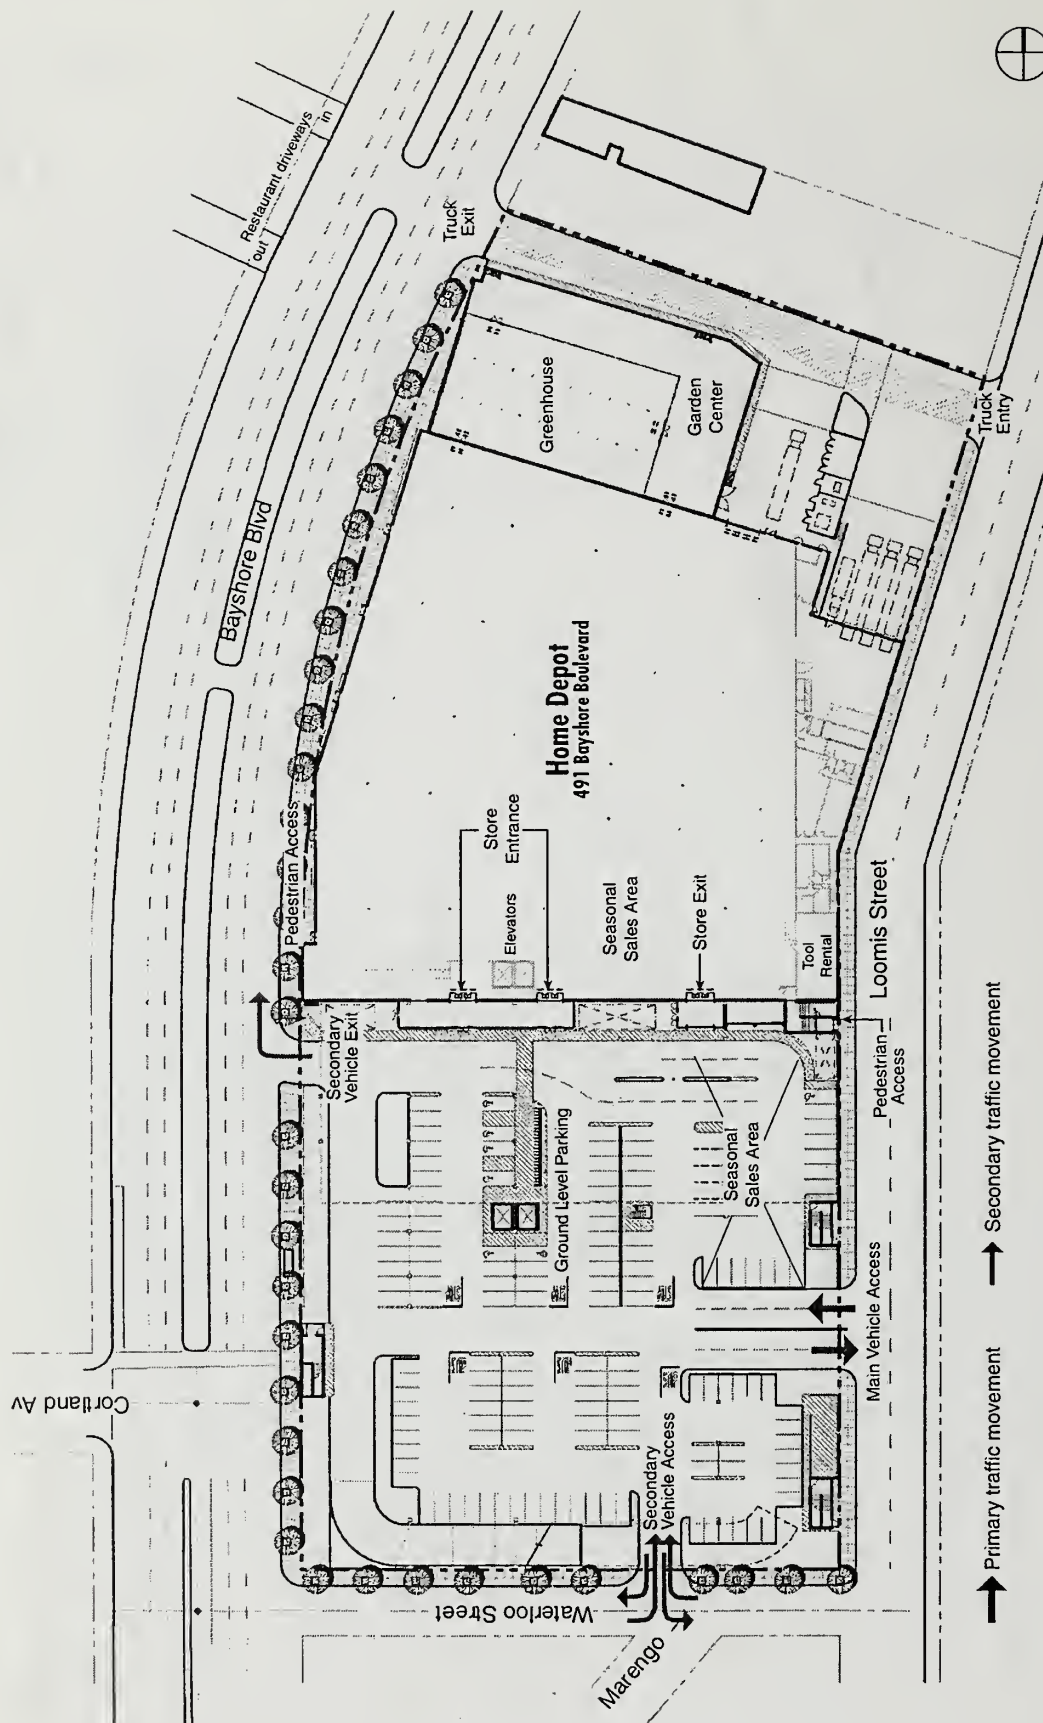 Restaurant driveways
in
out
Truck
Exit
Bayshore Blvd
Greenhouse
Garden
Center
Truck
Entry
Home Depot
491 Bayshore Boulevard
Pedestrian Access
Store
Entrance
Elevators
Seasonal
Sales Area
Store Exit
Tool
Rental
Loomis Street
Secondary
Vehicle Exit
Pedestrian
Access
Ground Level Parking
Seasonal
Sales Area
Main Vehicle Access
Cortland Av
Secondary
Vehicle Access
Waterloo Street
Marengo
Primary traffic movement
Secondary traffic movement